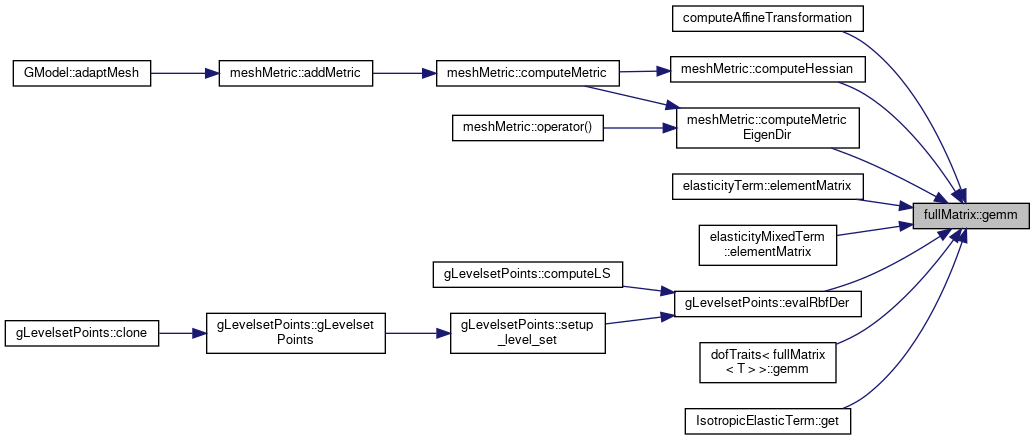 computeAffineTransformation
GModel::adaptMesh
meshMetric::addMetric
meshMetric::computeMetric
meshMetric::computeHessian
meshMetric::operator()
meshMetric::computeMetric
EigenDir
elasticityTerm::elementMatrix
fullMatrix::gemm
elasticityMixedTerm
::elementMatrix
gLevelsetPoints::computeLS
gLevelsetPoints::evalRbfDer
gLevelsetPoints::clone
gLevelsetPoints::gLevelset
Points
gLevelsetPoints::setup
_level_set
dofTraits< fullMatrix
< T > >::gemm
IsotropicElasticTerm::get